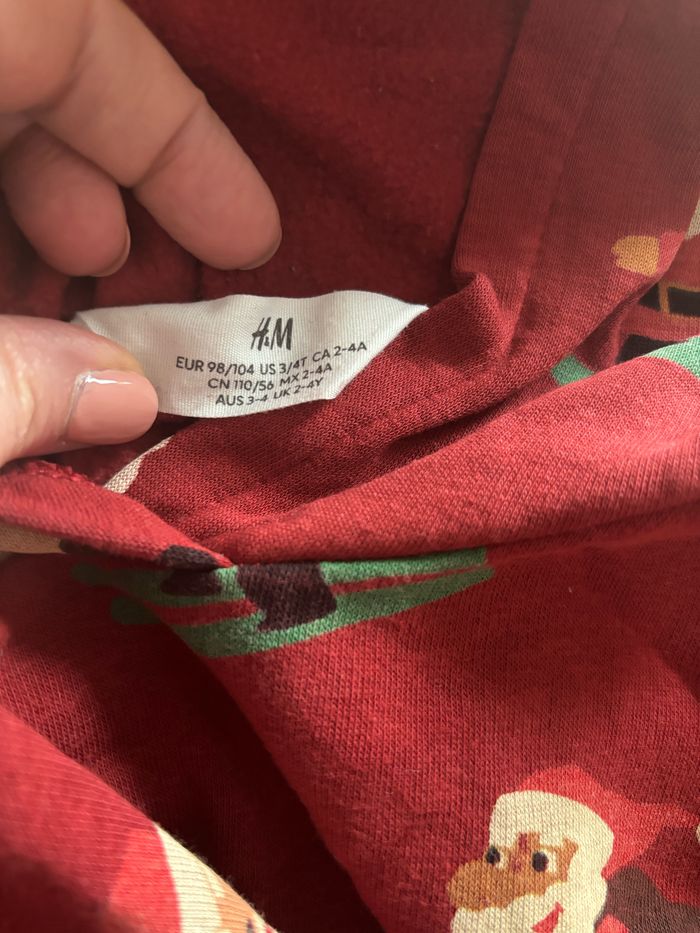 H&M
EUR 98/104 US 3/4T CA 2-4A
CN 110/56 MX 2-4A
AUS 3-4 UK 2-4Y